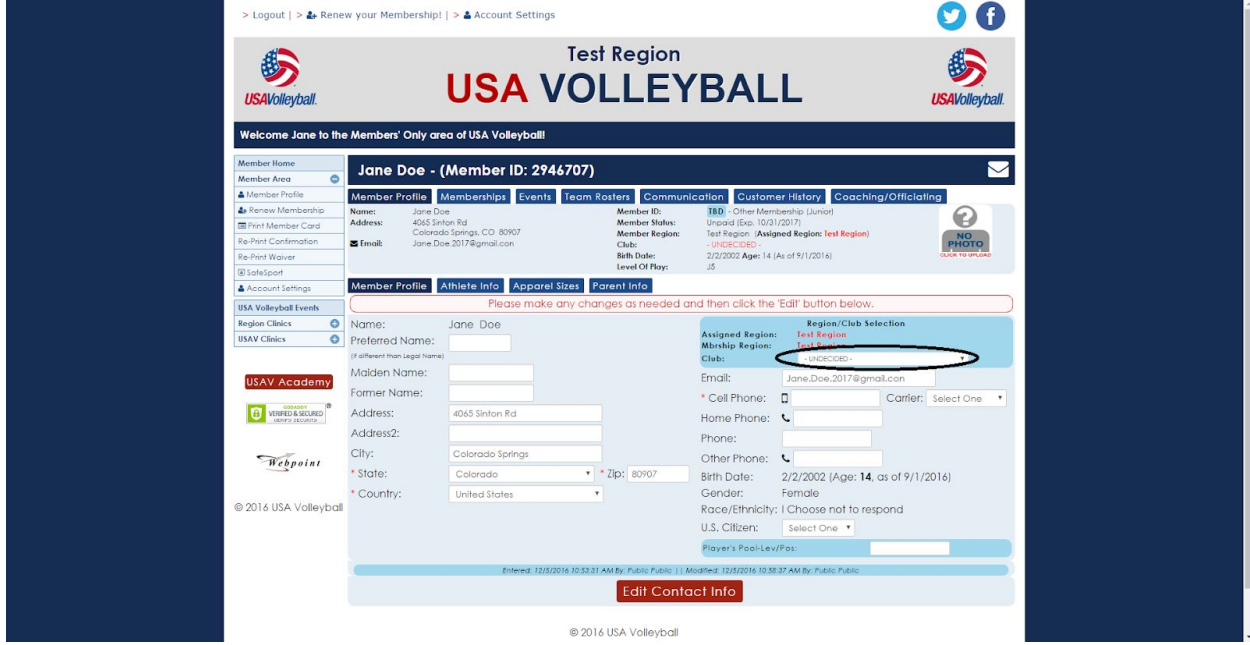 > Logout | > Renew your Membership! | > Account Settings
USAVolleyball.
Test Region
USA VOLLEYBALL
USAVolleyball.
Welcome Jane to the Members' Only area of USA Volleyball!
Member Home
Member Area
Member Profile
Renew Membership
Print Member Card
Re-Print Confirmation
Re-Print Waiver
SafeSport
Account Settings
USA Volleyball Events
Region Clinics
USAV Clinics
USAV Academy
GODADDY
VERIFIED & SECURED
VERIFY SECURITY
Webpoint
© 2016 USA Volleyball
Jane Doe - (Member ID: 2946707)
Member Profile Memberships Events Team Rosters Communication Customer History Coaching/Officiating
Name: Jane Doe
Address: 4065 Sinton Rd
Colorado Springs, CO 80907
Email: Jane.Doe.2017@gmail.com
Member ID: TBD - Other Membership (Junior)
Member Status: Unpaid (Exp. 10/31/2017)
Member Region: Test Region (Assigned Region: Test Region)
Club: - UNDECIDED -
Birth Date: 2/2/2002 Age: 14 (As of 9/1/2016)
Level Of Play: J5
NO
PHOTO
CLICK TO UPLOAD
Member Profile Athlete Info Apparel Sizes Parent Info
Please make any changes as needed and then click the 'Edit' button below.
Name: Jane Doe
Preferred Name:
(if different than Legal Name)
Maiden Name:
Former Name:
Address: 4065 Sinton Rd
Address2:
City: Colorado Springs
* State: Colorado * Zip: 80907
* Country: United States
Region/Club Selection
Assigned Region: Test Region
Mbrship Region: Test Region
Club: - UNDECIDED -
Email: Jane.Doe.2017@gmail.com
* Cell Phone: Carrier: Select One
Home Phone:
Phone:
Other Phone:
Birth Date: 2/2/2002 (Age: 14, as of 9/1/2016)
Gender: Female
Race/Ethnicity: I Choose not to respond
U.S. Citizen: Select One
Player's Pool-Lev/Pos:
Entered: 12/5/2016 10:53:31 AM By: Public Public | | Modified: 12/5/2016 10:58:37 AM By: Public Public
Edit Contact Info
© 2016 USA Volleyball